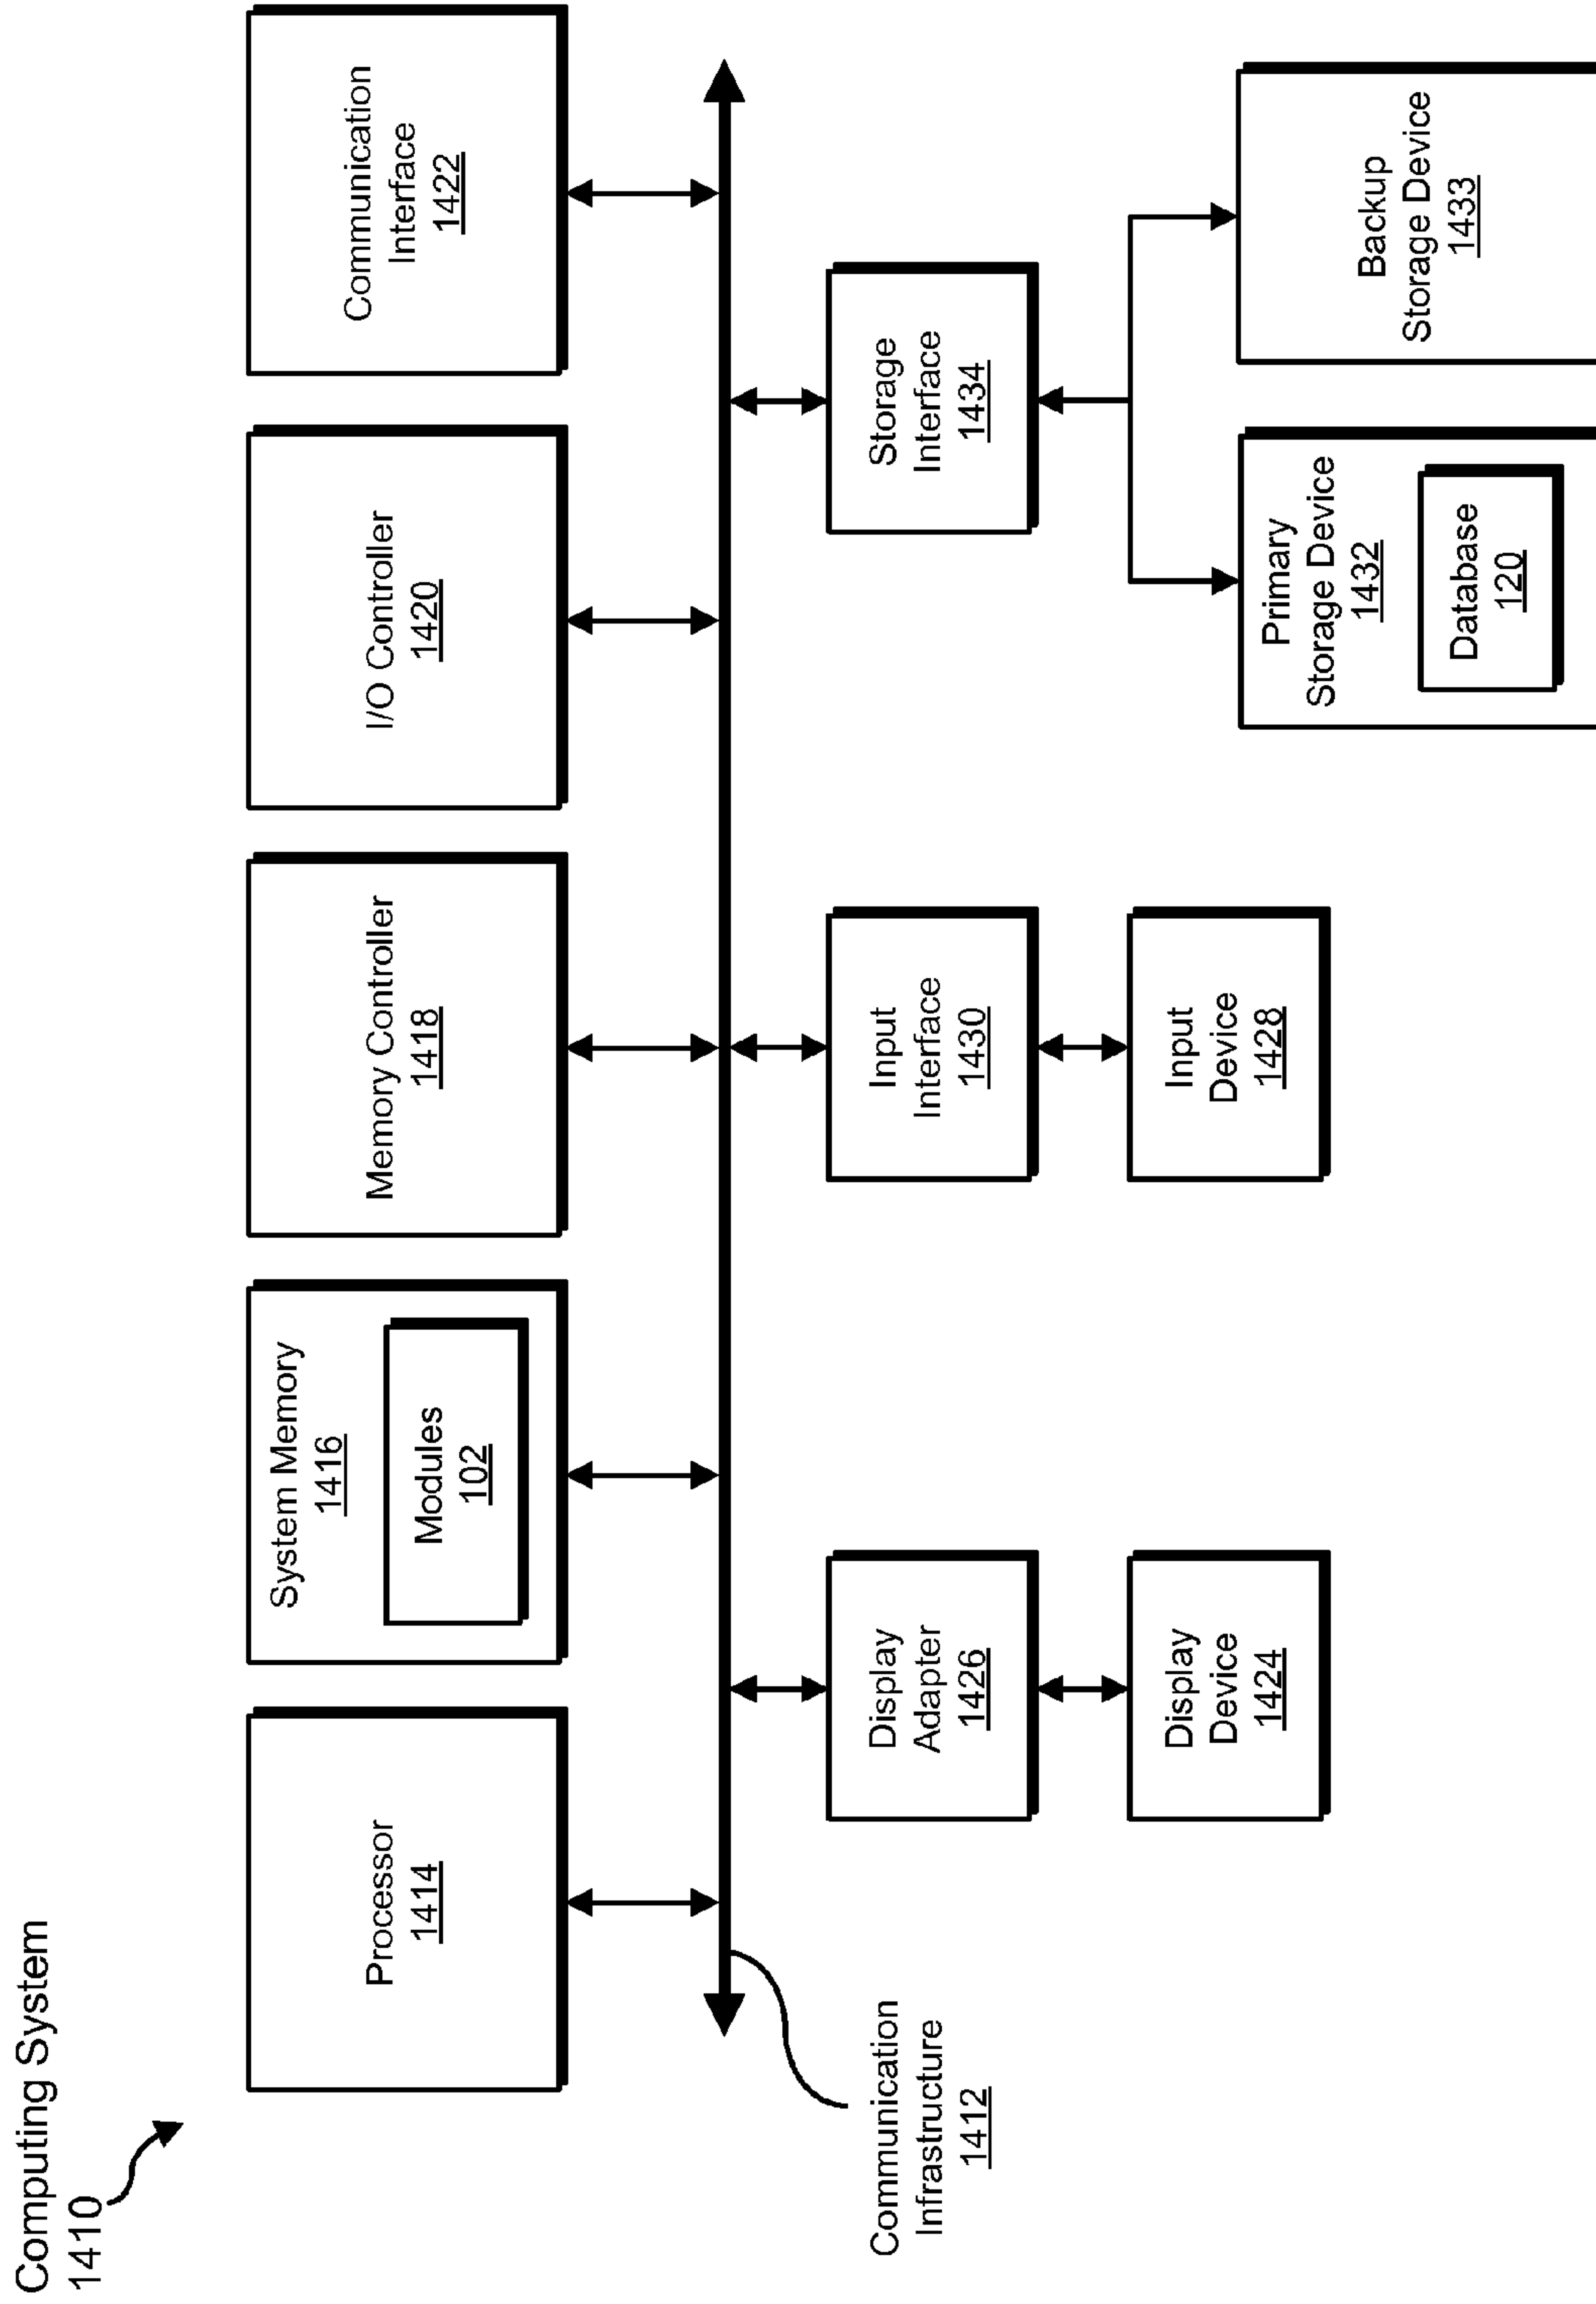 Computing System
1410
Processor
1414
System Memory
1416
Modules
102
Memory Controller
1418
I/O Controller
1420
Communication
Interface
1422
Communication
Infrastructure
1412
Display
Adapter
1426
Input
Interface
1430
Storage
Interface
1434
Display
Device
1424
Input
Device
1428
Primary
Storage Device
1432
Database
120
Backup
Storage Device
1433